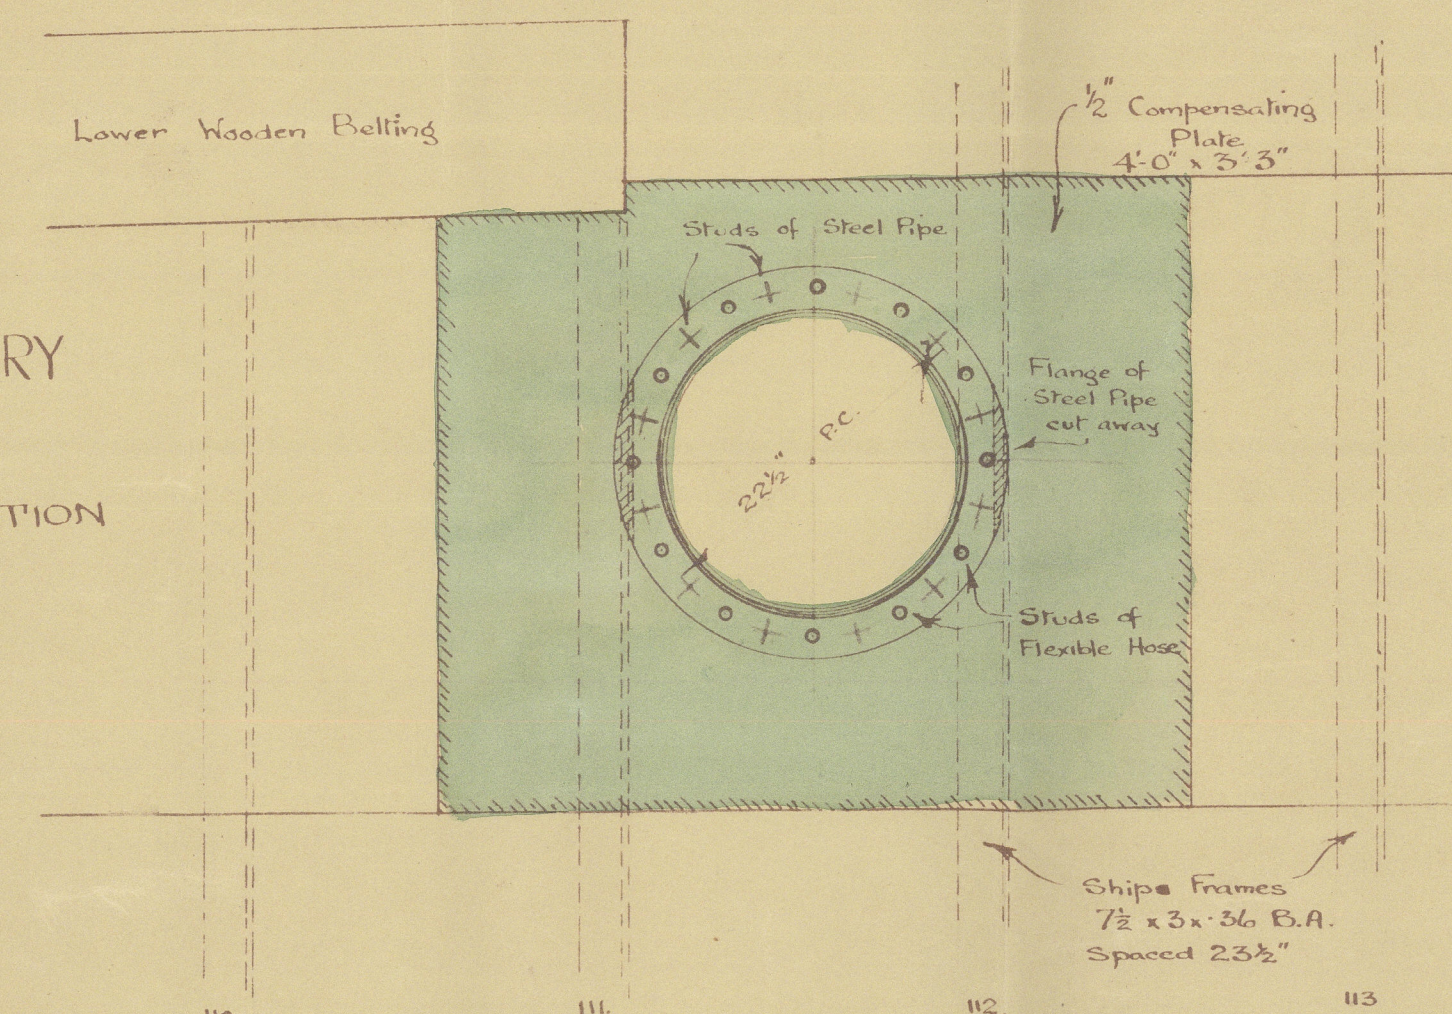 Lower Wooden Belting
½" Compensating
Plate
4'-0" x 3'-3"
Studs of Steel Pipe
RY
Flange of
Steel Pipe
cut away
22½" P.C.
TION
Studs of
Flexible Hose
Ships Frames
7½ x 3 x .36 B.A.
Spaced 23½"
111
112
113